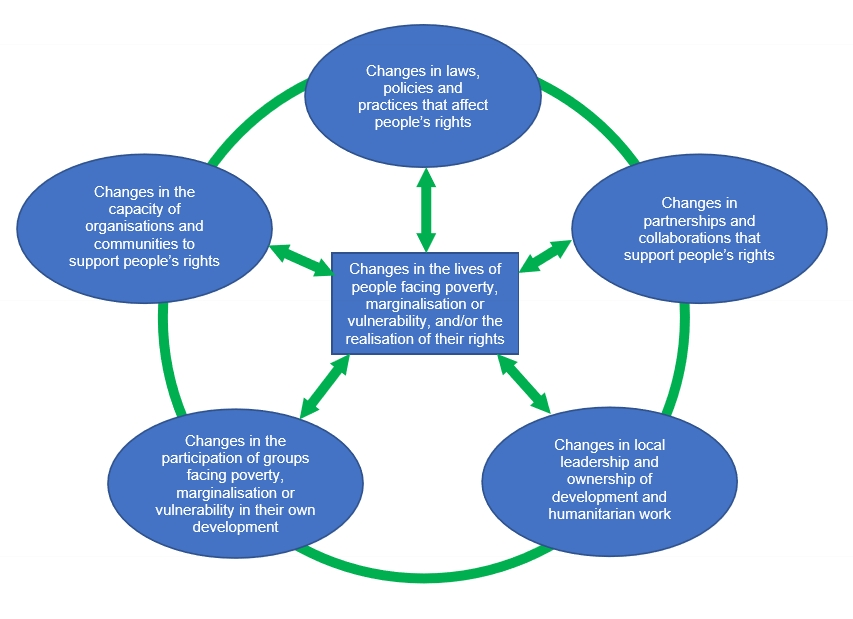 Changes in laws,
policies and
practices that affect
people's rights
Changes in the
capacity of
organisations and
communities to
support people's rights
Changes in
partnerships and
collaborations that
support people's rights
Changes in the lives of
people facing poverty,
marginalisation or
vulnerability, and/or the
realisation of their rights
Changes in the
participation of groups
facing poverty,
marginalisation or
vulnerability in their own
development
Changes in local
leadership and
ownership of
development and
humanitarian work